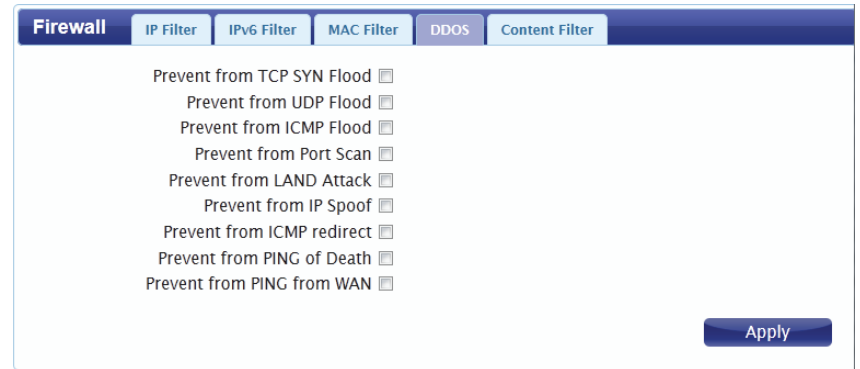 Firewall IP Filter IPv6 Filter MAC Filter DDOS Content Filter
Prevent from TCP SYN Flood
Prevent from UDP Flood
Prevent from ICMP Flood
Prevent from Port Scan
Prevent from LAND Attack
Prevent from IP Spoof
Prevent from ICMP redirect
Prevent from PING of Death
Prevent from PING from WAN
Apply